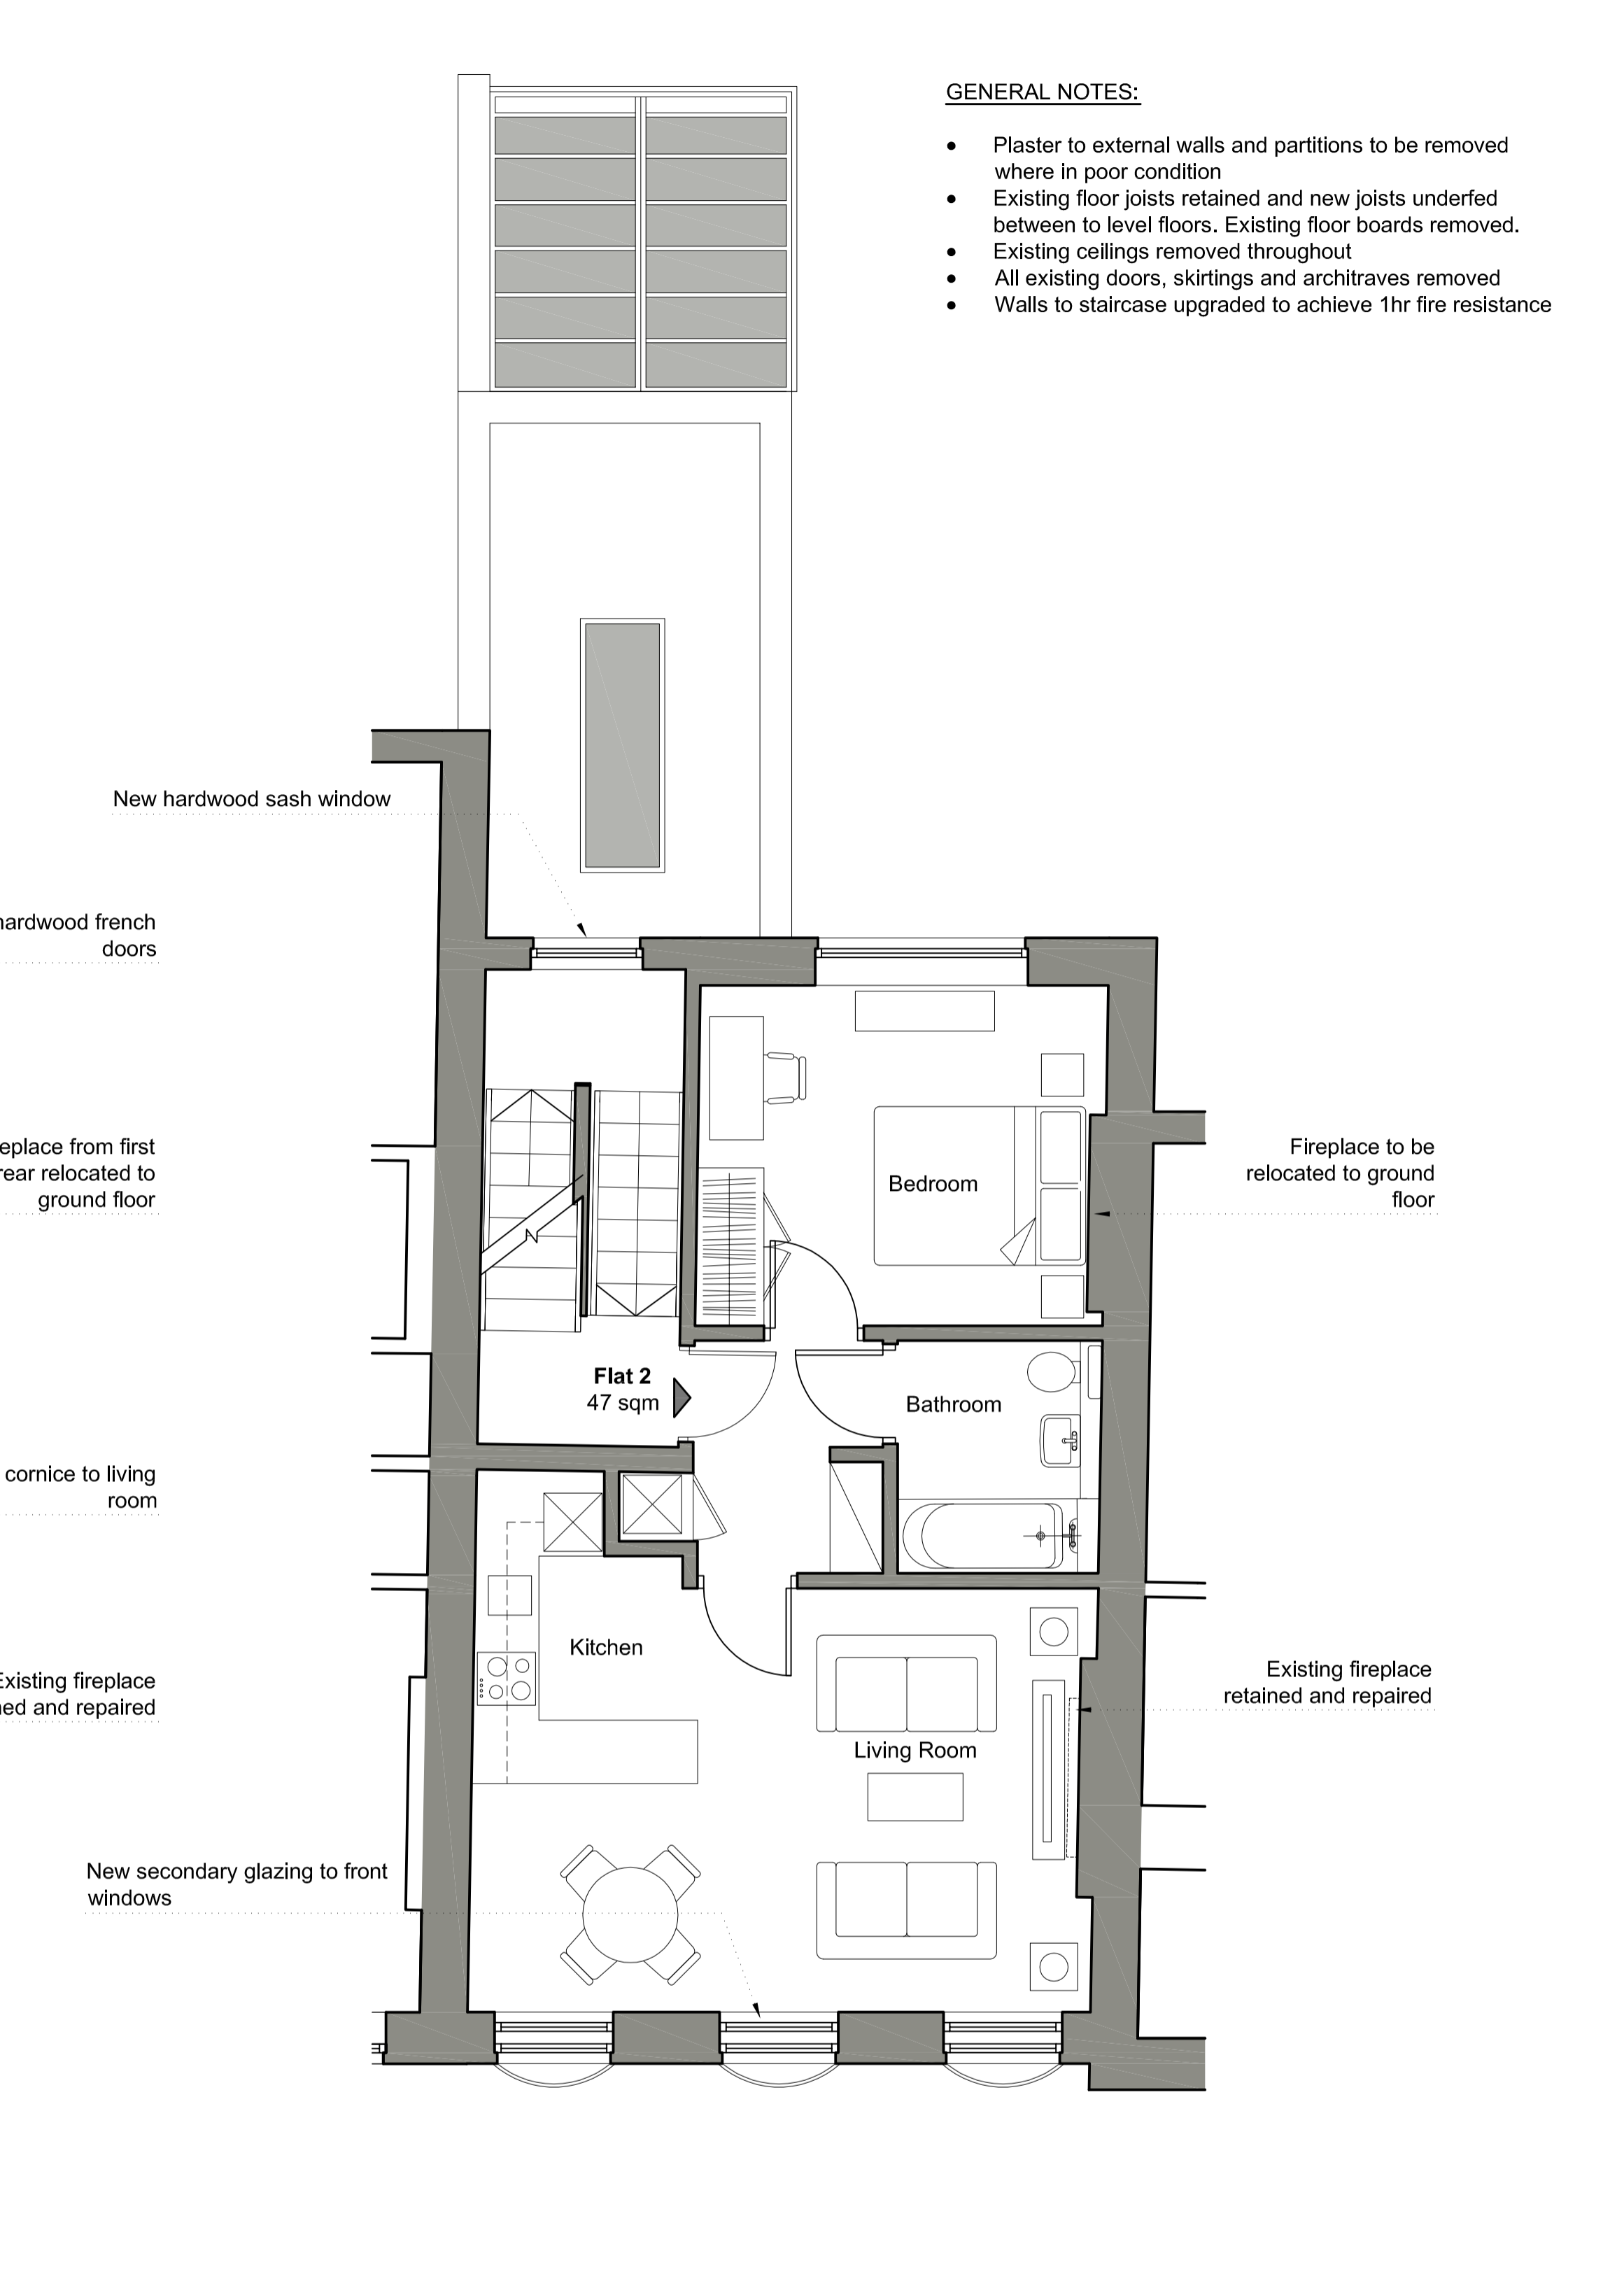 GENERAL NOTES:
• Plaster to external walls and partitions to be removed
where in poor condition
• Existing floor joists retained and new joists underfed
between to level floors. Existing floor boards removed.
• Existing ceilings removed throughout
• All existing doors, skirtings and architraves removed
• Walls to staircase upgraded to achieve 1hr fire resistance
New hardwood sash window
hardwood french
doors
eplace from first
rear relocated to
ground floor
Fireplace to be
relocated to ground
floor
Bedroom
Flat 2
47 sqm
Bathroom
cornice to living
room
Kitchen
Existing fireplace
ned and repaired
Existing fireplace
retained and repaired
Living Room
New secondary glazing to front
windows